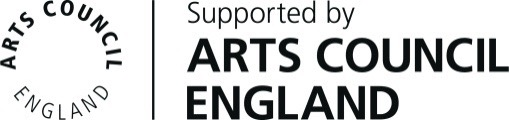 ARTS COUNCIL
ENGLAND
Supported by
ARTS COUNCIL
ENGLAND